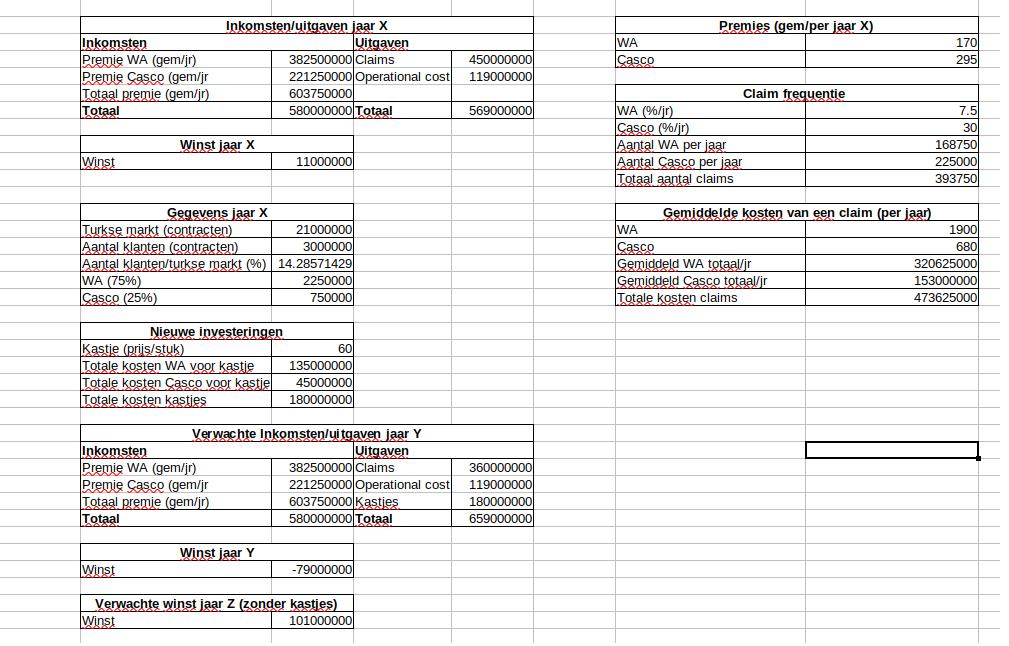 Inkomsten/uitgaven jaar X
Inkomsten Uitgaven
Premie WA (gem/jr) 382500000 Claims 450000000
Premie Casco (gem/jr 221250000 Operational cost 119000000
Totaal premie (gem/jr) 603750000
Totaal 580000000 Totaal 569000000
Winst jaar X
Winst 11000000
Gegevens jaar X
Turkse markt (contracten) 21000000
Aantal klanten (contracten) 3000000
Aantal klanten/turkse markt (%) 14.28571429
WA (75%) 2250000
Casco (25%) 750000
Nieuwe investeringen
Kastje (prijs/stuk) 60
Totale kosten WA voor kastje 135000000
Totale kosten Casco voor kastje 45000000
Totale kosten kastjes 180000000
Verwachte Inkomsten/uitgaven jaar Y
Inkomsten Uitgaven
Premie WA (gem/jr) 382500000 Claims 360000000
Premie Casco (gem/jr 221250000 Operational cost 119000000
Totaal premie (gem/jr) 603750000 Kastjes 180000000
Totaal 580000000 Totaal 659000000
Winst jaar Y
Winst -79000000
Verwachte winst jaar Z (zonder kastjes)
Winst 101000000
Premies (gem/per jaar X)
WA 170
Casco 295
Claim frequentie
WA (%/jr) 7.5
Casco (%/jr) 30
Aantal WA per jaar 168750
Aantal Casco per jaar 225000
Totaal aantal claims 393750
Gemiddelde kosten van een claim (per jaar)
WA 1900
Casco 680
Gemiddeld WA totaal/jr 320625000
Gemiddeld Casco totaal/jr 153000000
Totale kosten claims 473625000